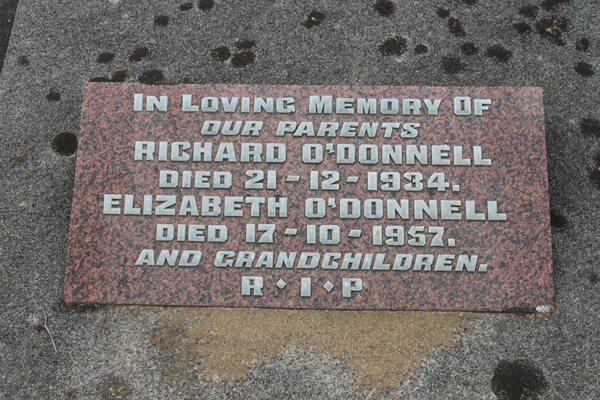 In Loving Memory Of
OUR PARENTS
RICHARD O'DONNELL
DIED 21-12-1934.
ELIZABETH O'DONNELL
DIED 17-10-1957.
AND GRANDCHILDREN.
R·I·P